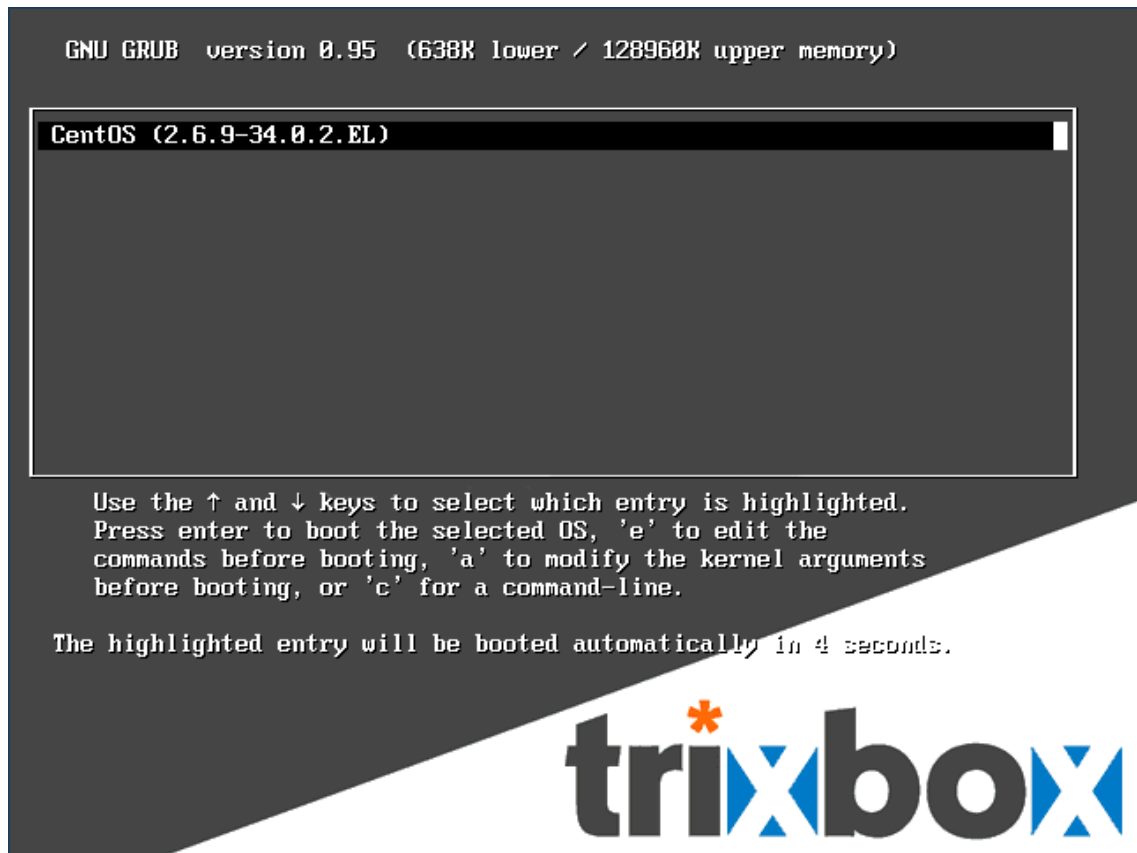 GNU GRUB version 0.95 (638K lower / 128960K upper memory)
CentOS (2.6.9-34.0.2.EL)
Use the ↑ and ↓ keys to select which entry is highlighted.
Press enter to boot the selected OS, 'e' to edit the
commands before booting, 'a' to modify the kernel arguments
before booting, or 'c' for a command-line.
The highlighted entry will be booted automatically in 4 seconds.
trixbox